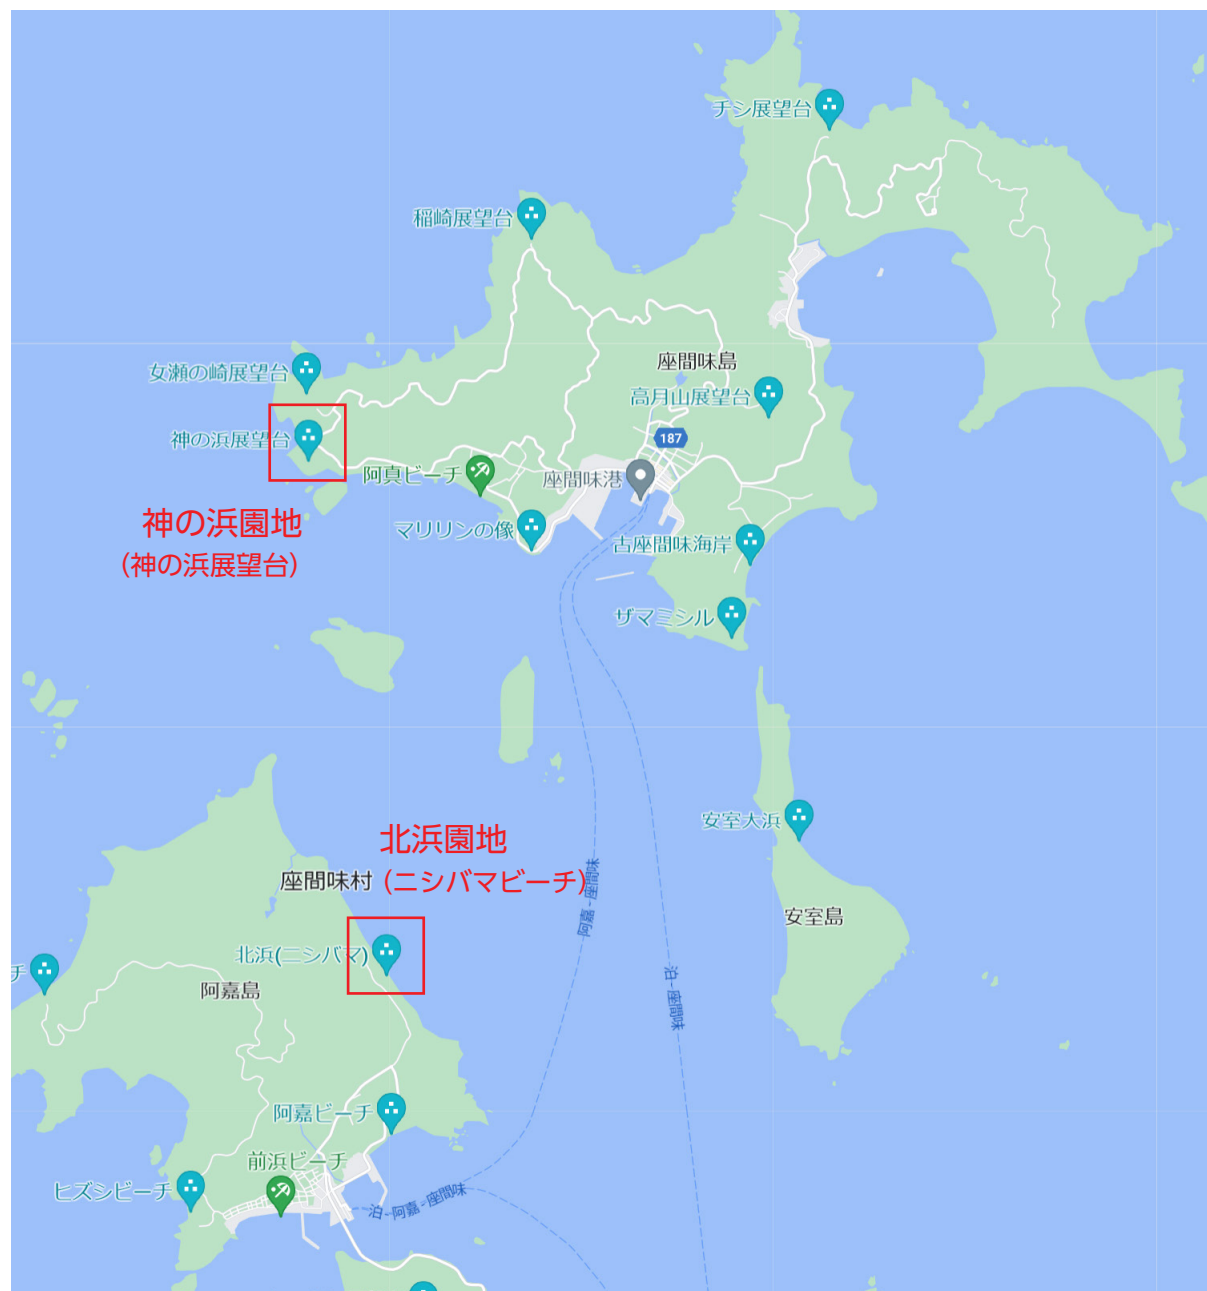 チシ展望台
稲崎展望台
座間味島
女瀬の崎展望台
高月山展望台
神の浜展望台
187
阿真ビーチ
座間味港
神の浜園地
マリリンの像
古座間味海岸
（神の浜展望台）
ザマミシル
安室大浜
北浜園地
座間味村
（ニシバマビーチ）
阿嘉-座間味
安室島
北浜(ニシバマ)
チ
阿嘉島
泊-座間味
阿嘉ビーチ
前浜ビーチ
ヒズシビーチ
泊-阿嘉-座間味